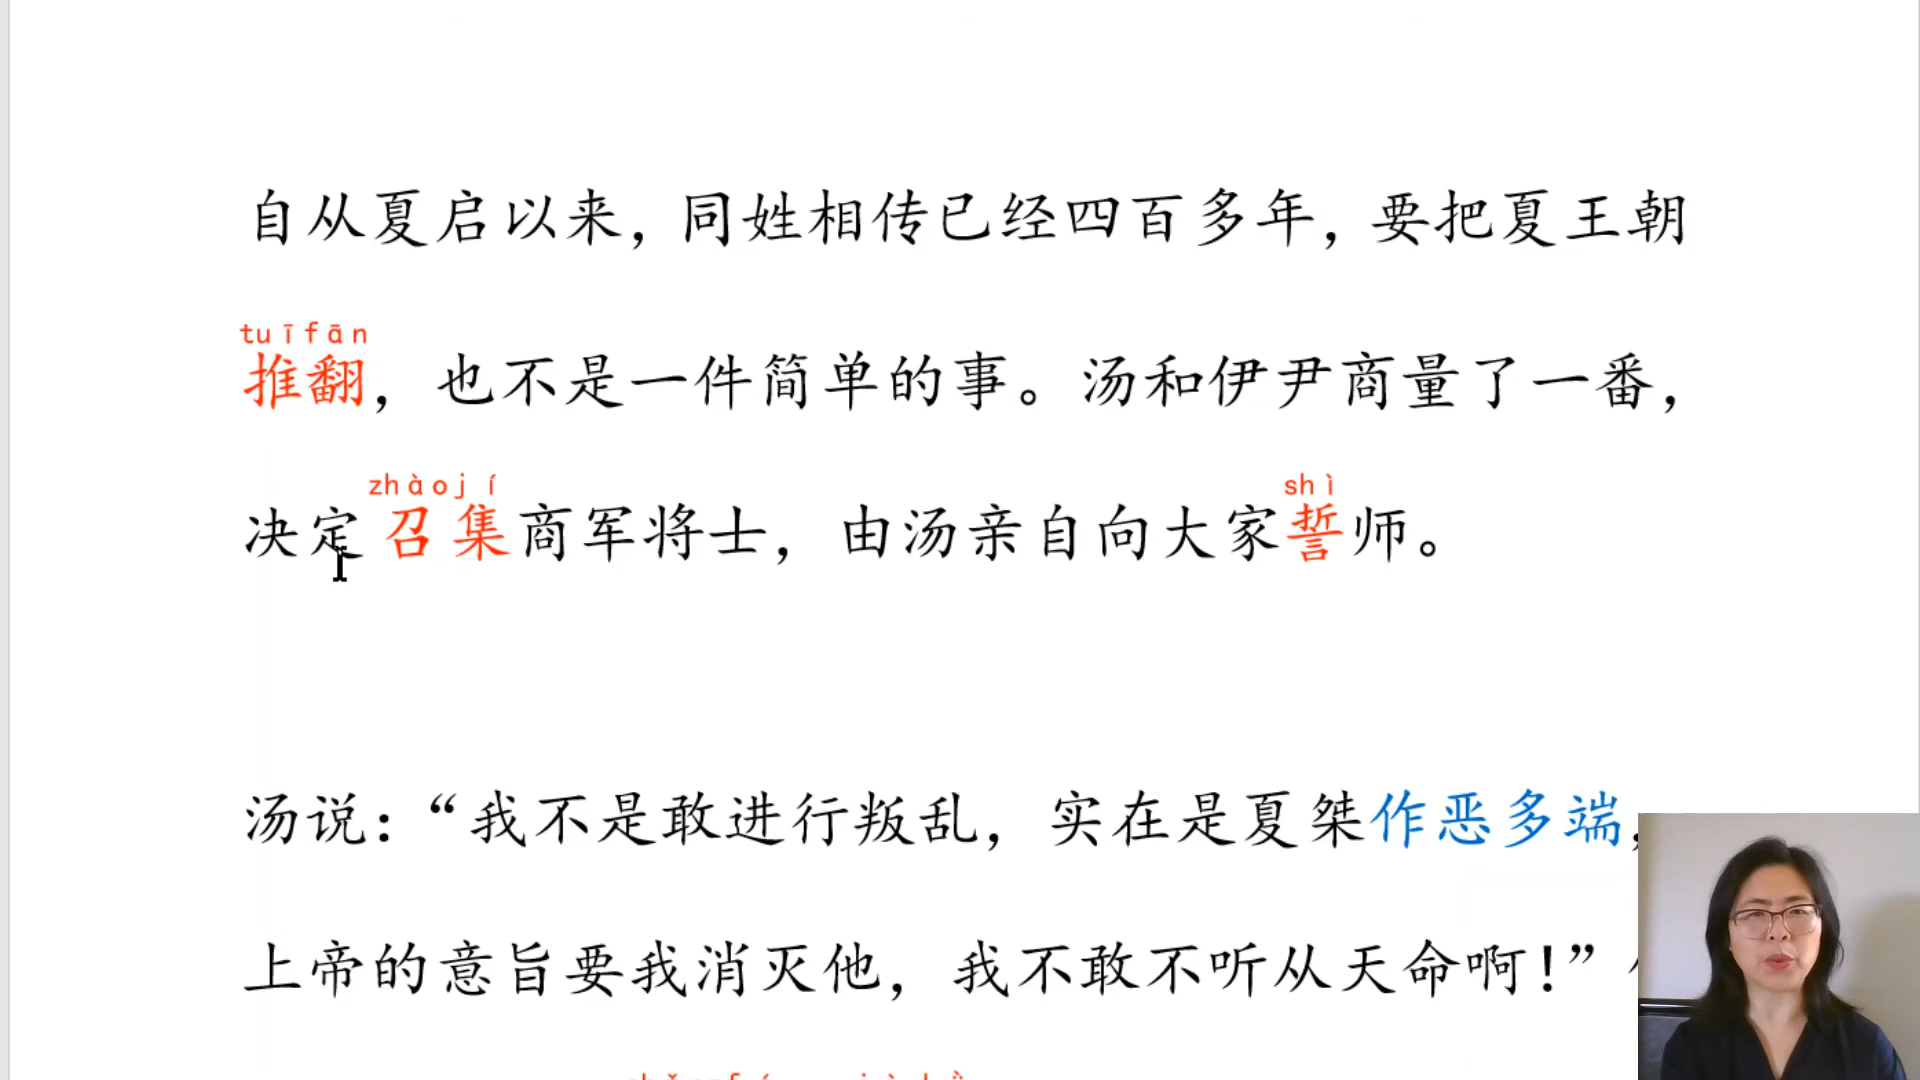 自从夏启以来，同姓相传已经四百多年，要把夏王朝
tuīfān
推翻，也不是一件简单的事。汤和伊尹商量了一番，
zhàojí shì
决定召集商军将士，由汤亲自向大家誓师。
汤说：“我不是敢进行叛乱，实在是夏桀作恶多端，
上帝的意旨要我消灭他，我不敢不听从天命啊！”